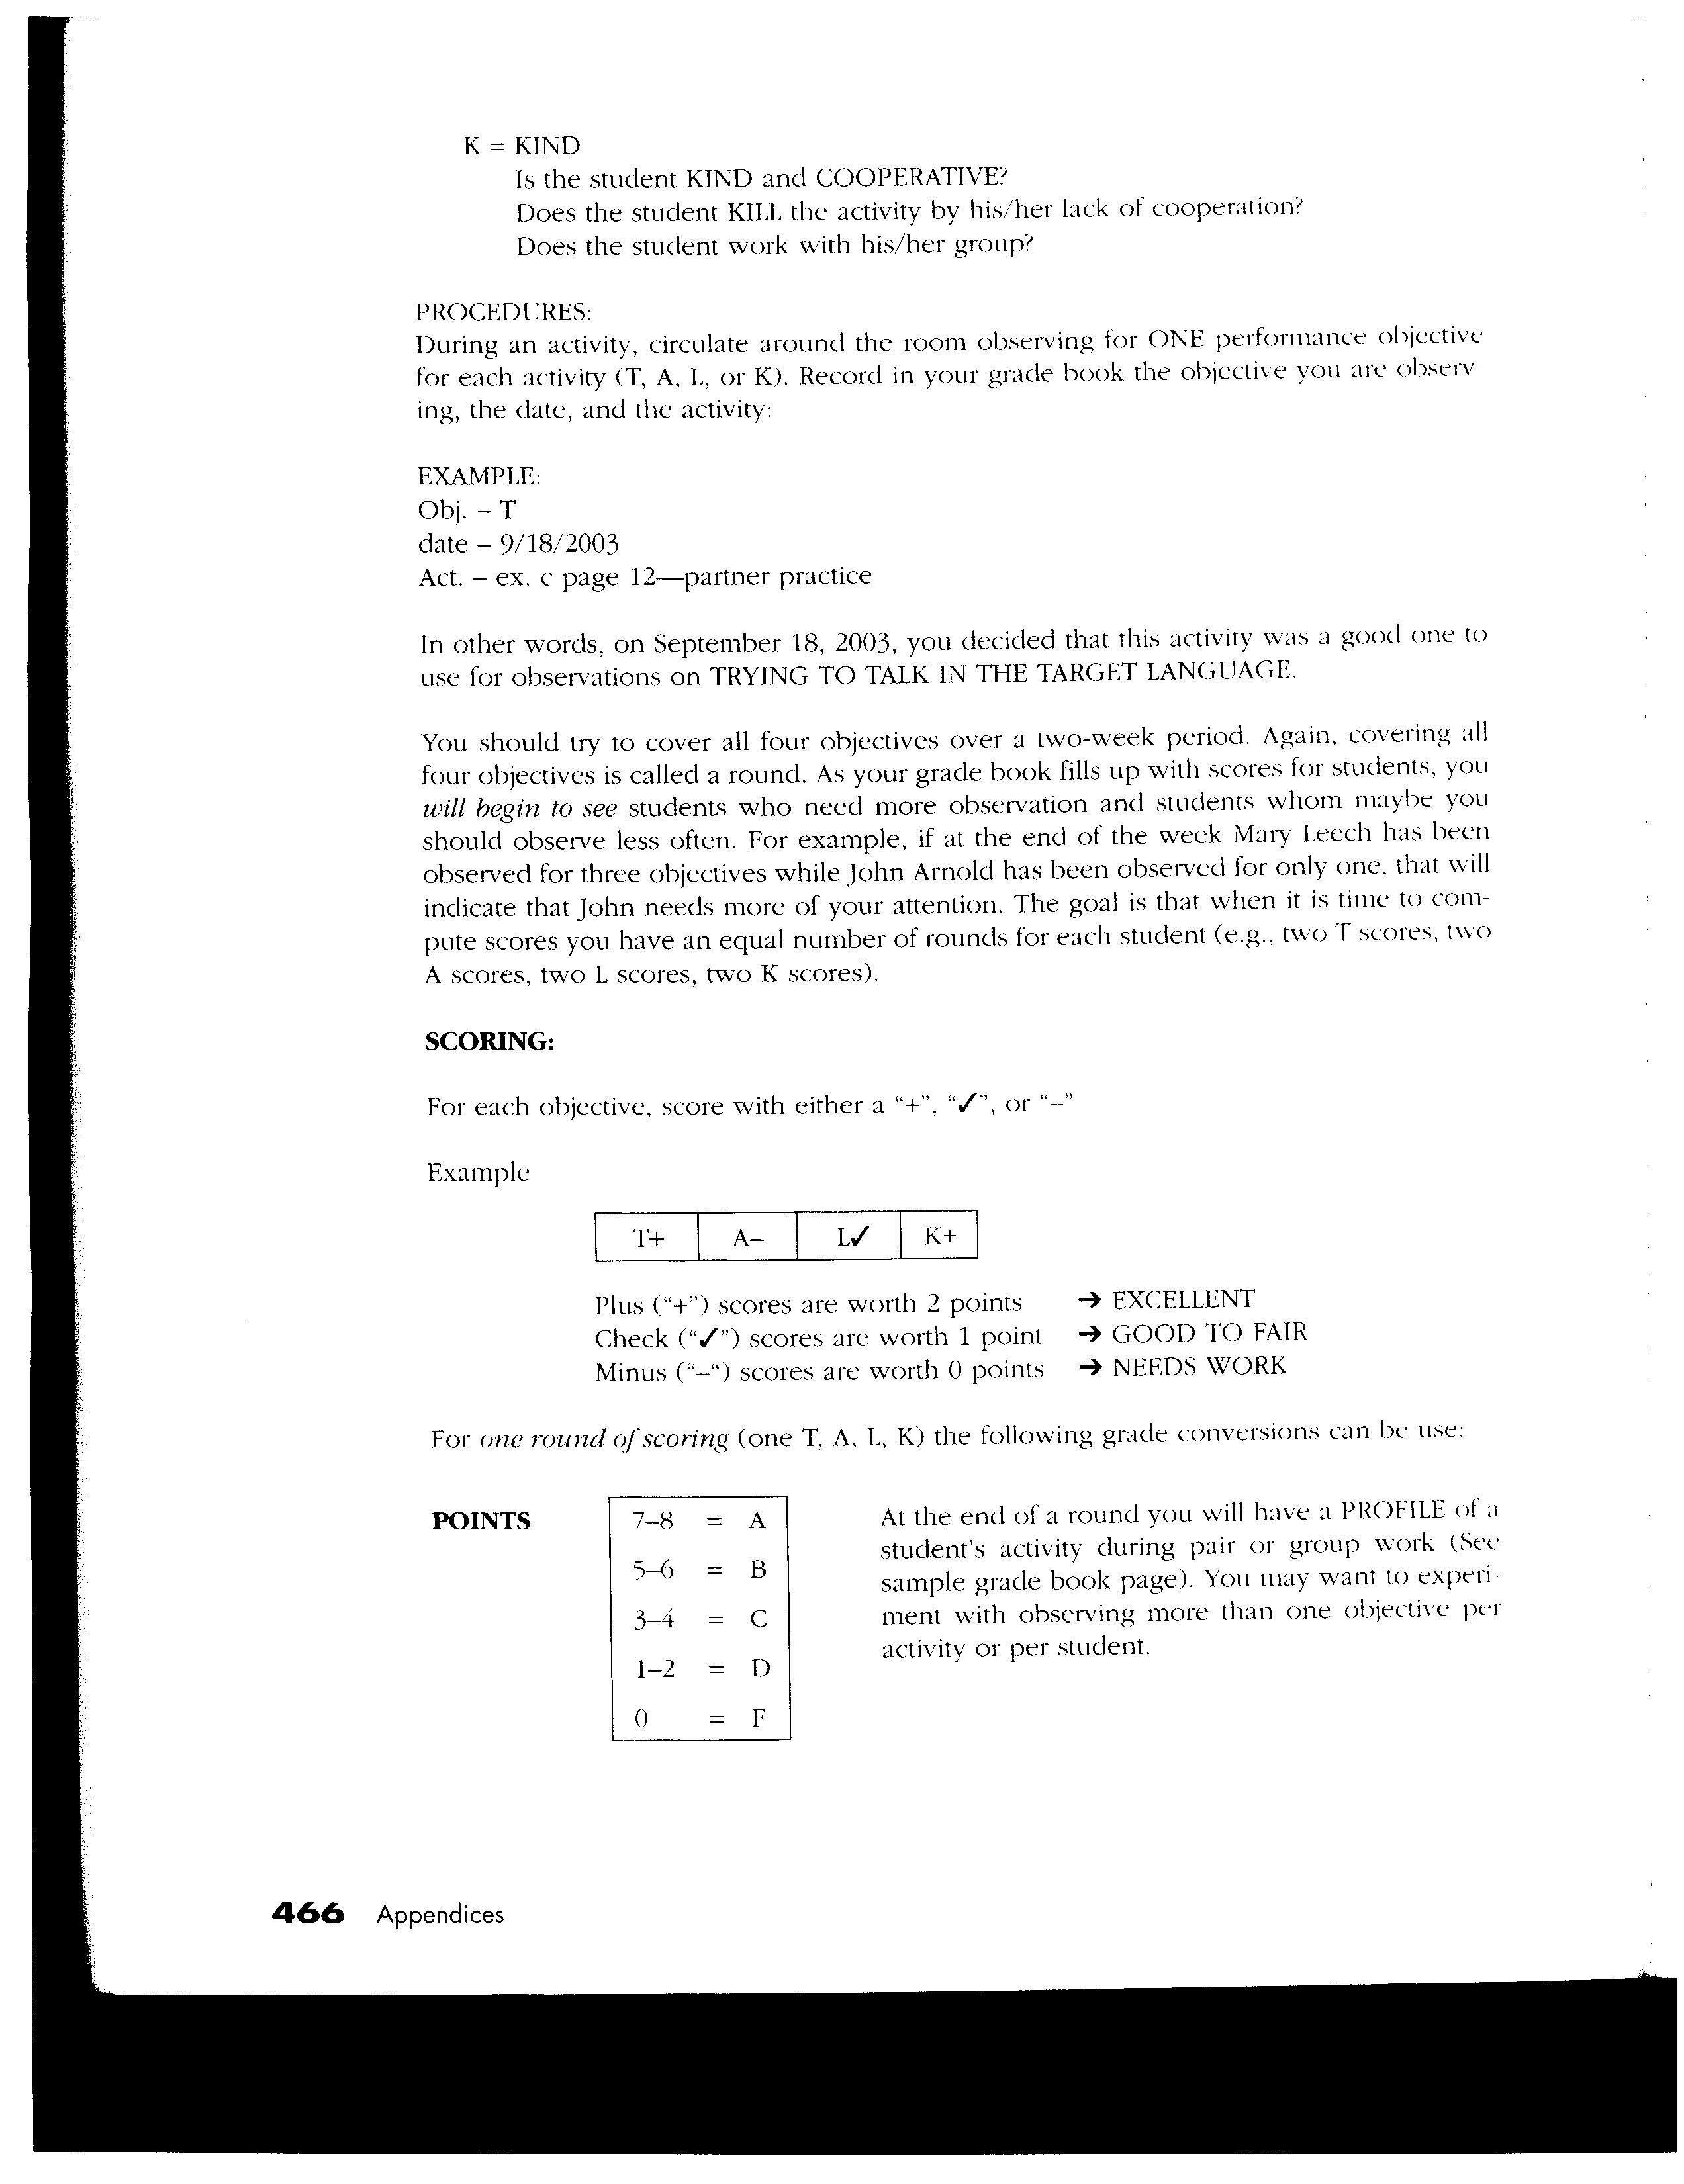 K = KIND
Is the student KIND and COOPERATIVE?
Does the student KILL the activity by his/her lack of cooperation?
Does the student work with his/her group?
PROCEDURES:
During an activity, circulate around the room observing for ONE performance objective
for each activity (T, A, L, or K). Record in your grade book the objective you are observ-
ing, the date, and the activity:
EXAMPLE:
Obj. – T
date – 9/18/2003
Act. – ex. c page 12—partner practice
In other words, on September 18, 2003, you decided that this activity was a good one to
use for observations on TRYING TO TALK IN THE TARGET LANGUAGE.
You should try to cover all four objectives over a two-week period. Again, covering all
four objectives is called a round. As your grade book fills up with scores for students, you
will begin to see students who need more observation and students whom maybe you
should observe less often. For example, if at the end of the week Mary Leech has been
observed for three objectives while John Arnold has been observed for only one, that will
indicate that John needs more of your attention. The goal is that when it is time to com-
pute scores you have an equal number of rounds for each student (e.g., two T scores, two
A scores, two L scores, two K scores).
SCORING:
For each objective, score with either a “+”, “✓”, or “–”
Example
T+ A– L✓ K+
Plus (“+”) scores are worth 2 points ➔ EXCELLENT
Check (“✓”) scores are worth 1 point ➔ GOOD TO FAIR
Minus (“–“) scores are worth 0 points ➔ NEEDS WORK
For one round of scoring (one T, A, L, K) the following grade conversions can be use:
POINTS
7–8 = A
5–6 = B
3–4 = C
1–2 = D
0 = F
At the end of a round you will have a PROFILE of a
student's activity during pair or group work (See
sample grade book page). You may want to experi-
ment with observing more than one objective per
activity or per student.
466 Appendices